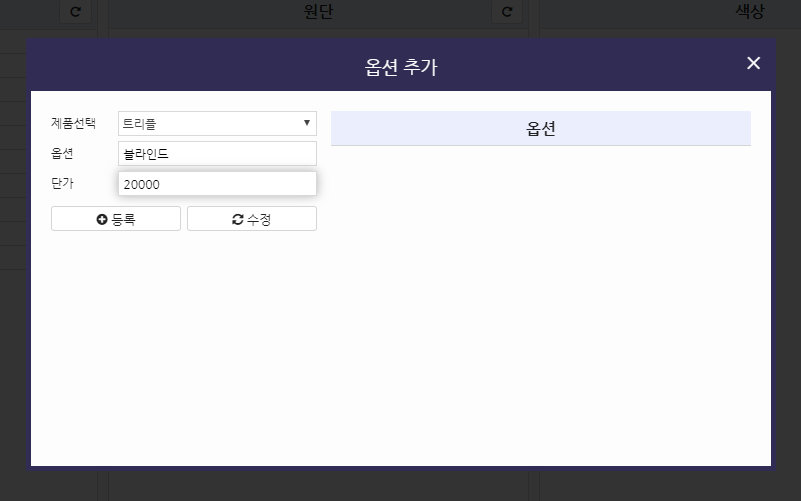 원단
색상
옵션 추가
제품선택 트리플
옵션
옵션 블라인드
단가 20000
등록 수정